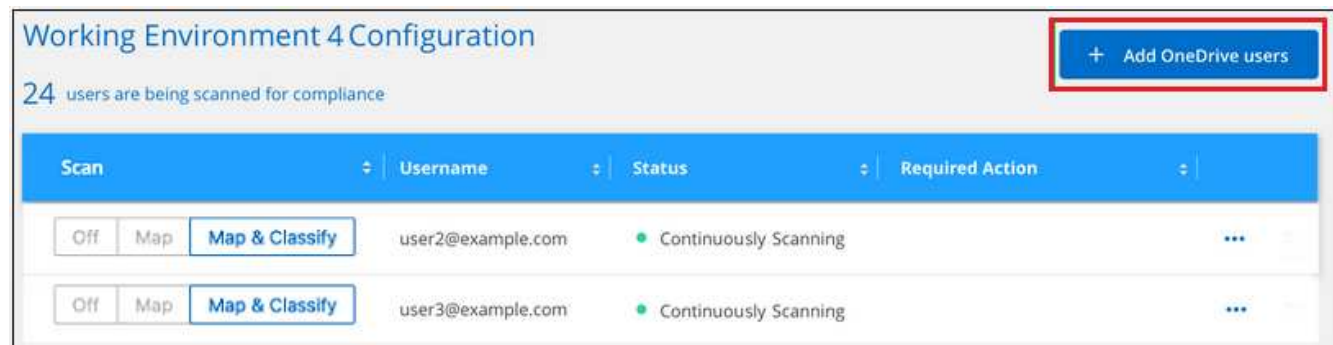 Working Environment 4 Configuration
+ Add OneDrive users
24 users are being scanned for compliance
Scan Username Status Required Action
Off Map Map & Classify user2@example.com Continuously Scanning ...
Off Map Map & Classify user3@example.com Continuously Scanning ...